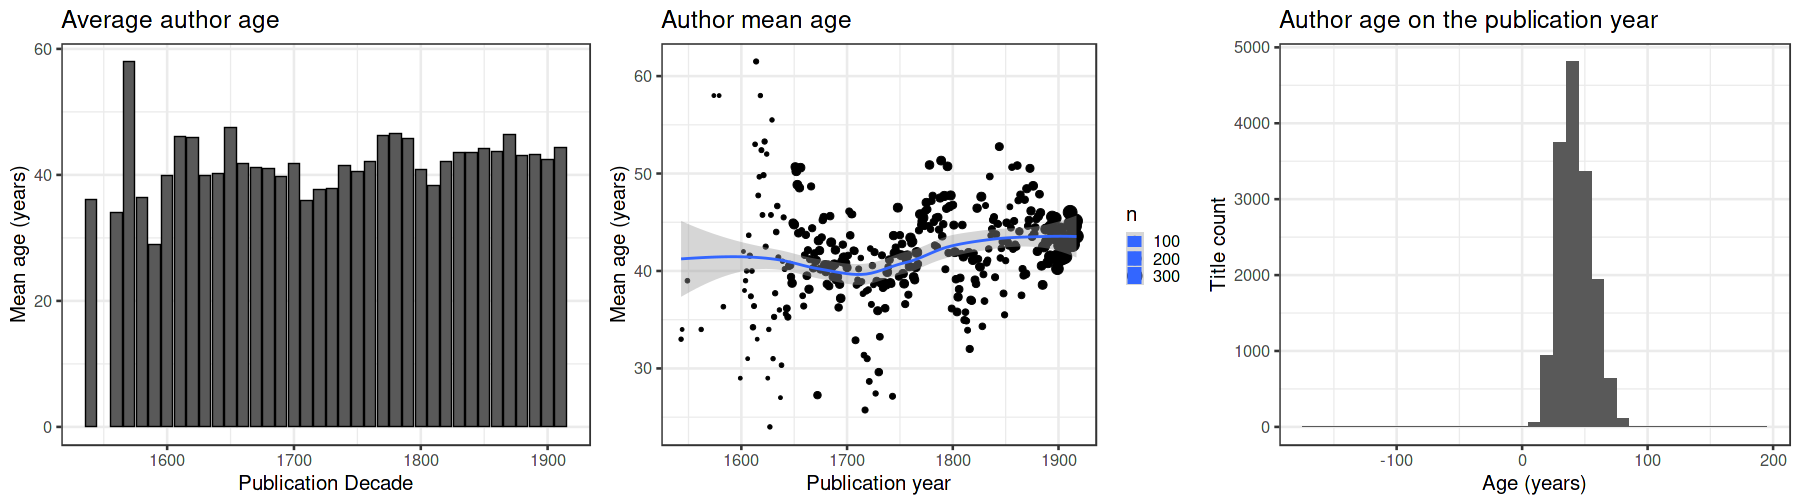 Average author age
60
40
20
0
Mean age (years)
1600 1700 1800 1900
Publication Decade
Author mean age
60
50
40
30
Mean age (years)
1600 1700 1800 1900
Publication year
n
100
200
300
Author age on the publication year
5000
4000
3000
2000
1000
0
Title count
-100 0 100 200
Age (years)